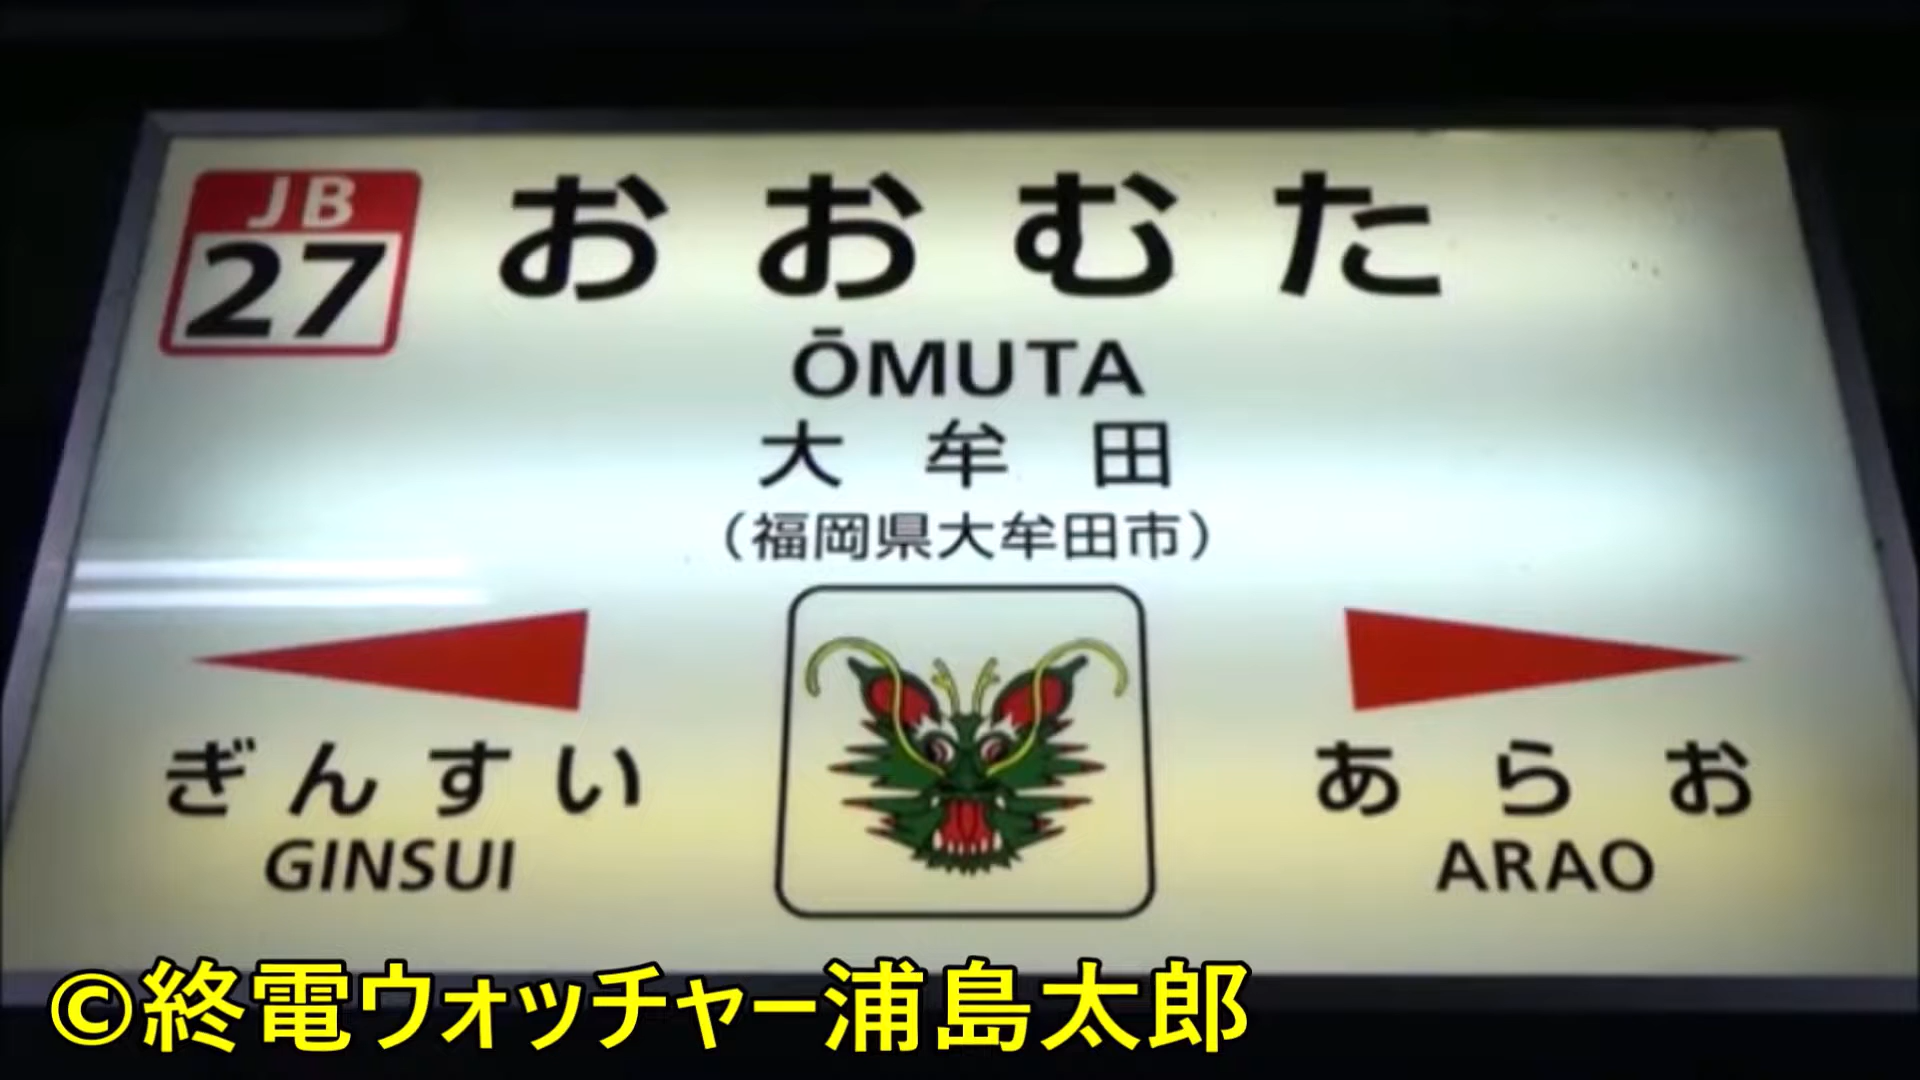 JB
27
おおむた
ŌMUTA
大牟田
（福岡県大牟田市）
ぎんすい
GINSUI
あらお
ARAO
©終電ウォッチャー浦島太郎